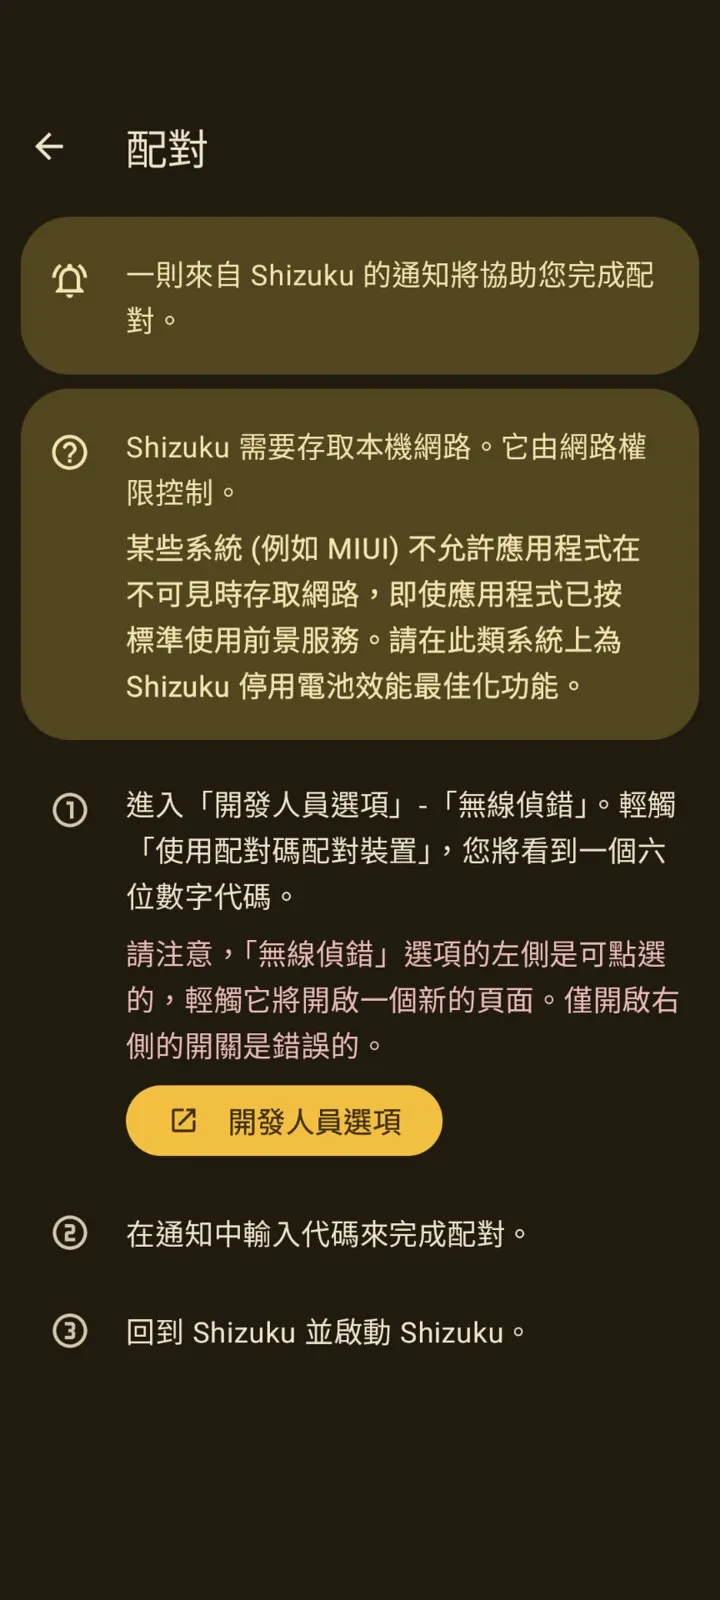 配對
一則來自 Shizuku 的通知將協助您完成配
對。
Shizuku 需要存取本機網路。它由網路權
限控制。
某些系統 (例如 MIUI) 不允許應用程式在
不可見時存取網路，即使應用程式已按
標準使用前景服務。請在此類系統上為
Shizuku 停用電池效能最佳化功能。
1 進入「開發人員選項」-「無線偵錯」。輕觸
「使用配對碼配對裝置」，您將看到一個六
位數字代碼。
請注意，「無線偵錯」選項的左側是可點選
的，輕觸它將開啟一個新的頁面。僅開啟右
側的開關是錯誤的。
開發人員選項
2 在通知中輸入代碼來完成配對。
3 回到 Shizuku 並啟動 Shizuku。